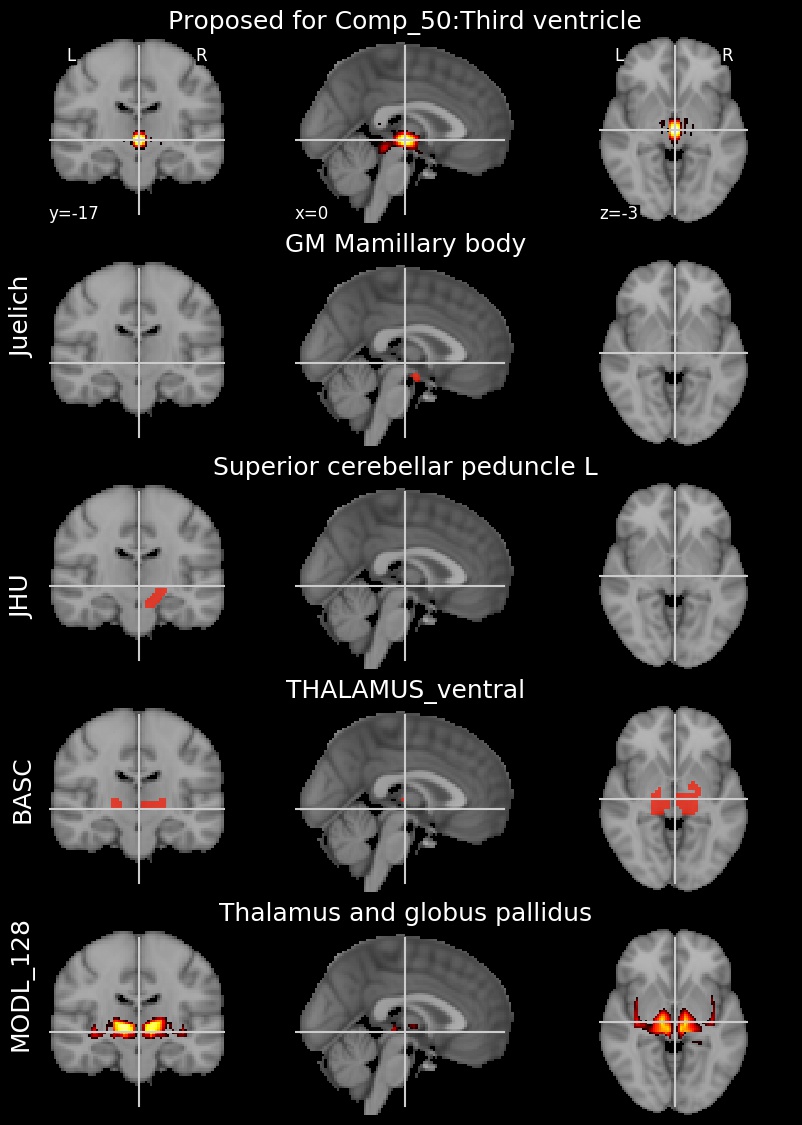 Proposed for Comp_50:Third ventricle
L R L R
y=-17 x=0 z=-3
GM Mamillary body
Juelich
Superior cerebellar peduncle L
JHU
THALAMUS_ventral
BASC
Thalamus and globus pallidus
MODL_128